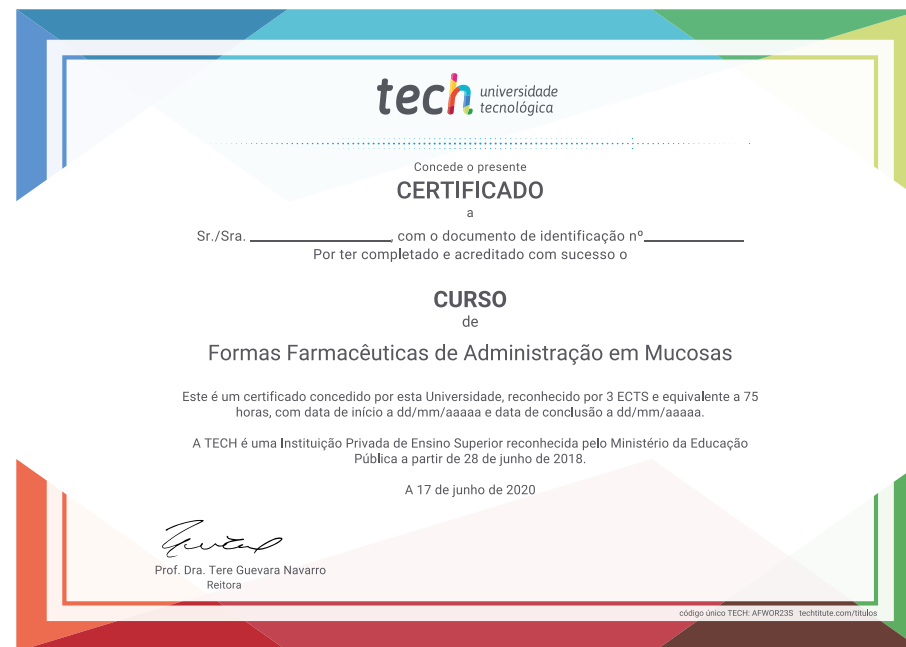 tech universidade
tecnológica
Concede o presente
CERTIFICADO
a
Sr./Sra. ____________________, com o documento de identificação nº______________
Por ter completado e acreditado com sucesso o
CURSO
de
Formas Farmacêuticas de Administração em Mucosas
Este é um certificado concedido por esta Universidade, reconhecido por 3 ECTS e equivalente a 75
horas, com data de início a dd/mm/aaaaa e data de conclusão a dd/mm/aaaaa.
A TECH é uma Instituição Privada de Ensino Superior reconhecida pelo Ministério da Educação
Pública a partir de 28 de junho de 2018.
A 17 de junho de 2020
Prof. Dra. Tere Guevara Navarro
Reitora
código único TECH: AFWOR23S techtitute.com/titulos